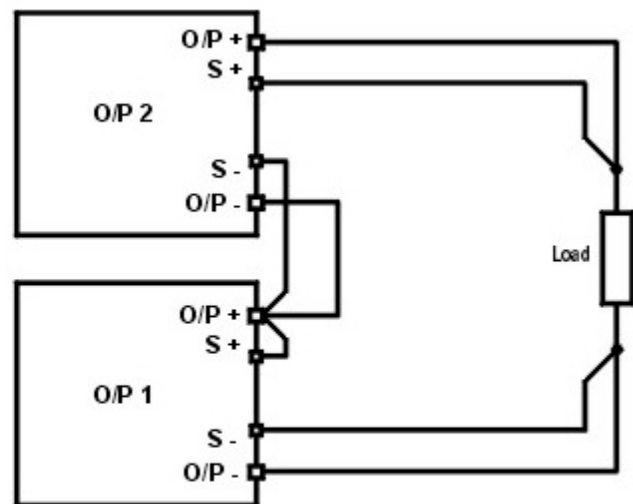 O/P +
S +
O/P 2
S -
O/P -
Load
O/P +
S +
O/P 1
S -
O/P -